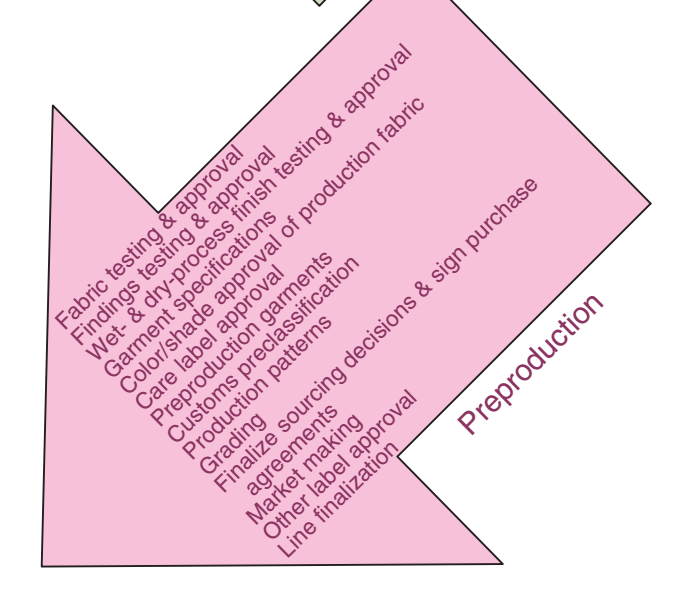 Fabric testing & approval
Findings testing & approval
Wet- & dry-process finish testing & approval
Garment specifications
Color/shade approval of production fabric
Care label approval
Preproduction garments
Customs preclassification
Production patterns
Grading
Finalize sourcing decisions & sign purchase
agreements
Market making
Other label approval
Line finalization
Preproduction